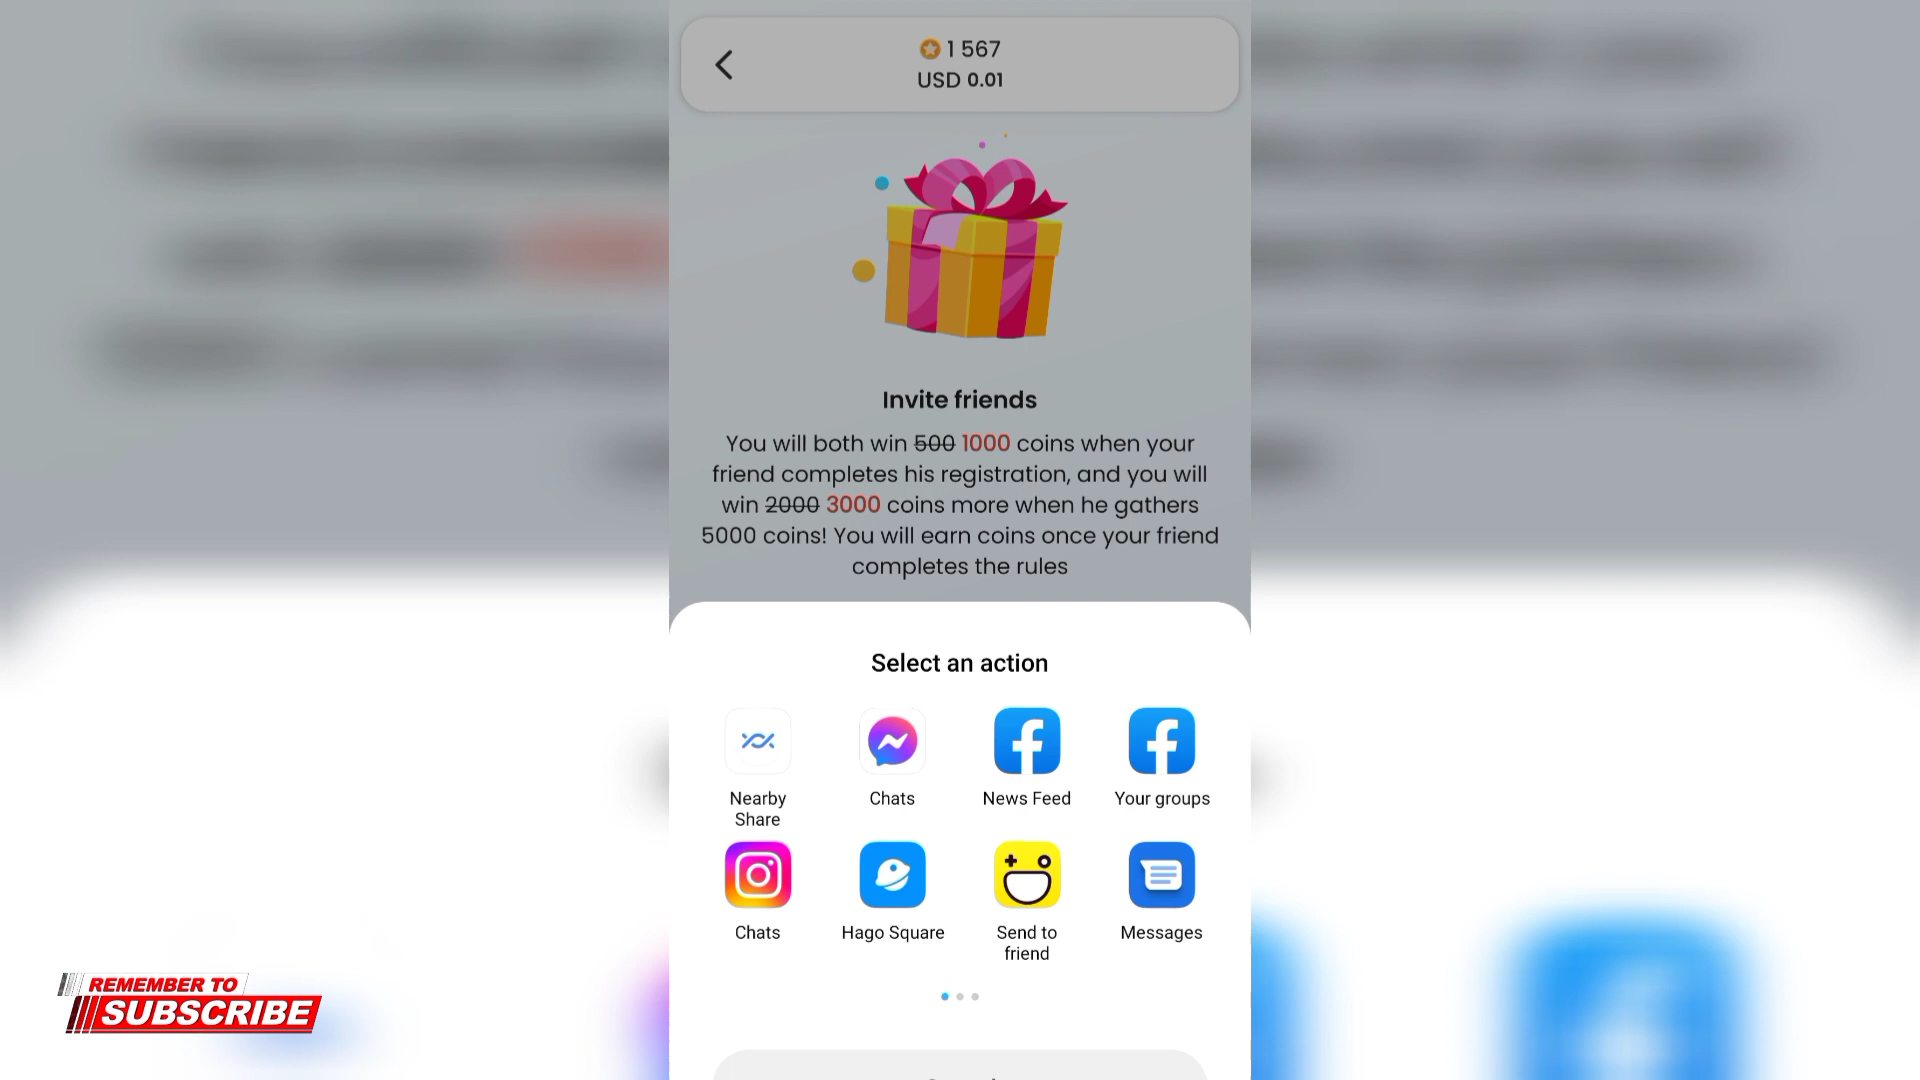 1 567
USD 0.01
Invite friends
You will both win 500 1000 coins when your
friend completes his registration, and you will
win 2000 3000 coins more when he gathers
5000 coins! You will earn coins once your friend
completes the rules
Select an action
Nearby
Share
Chats
News Feed
Your groups
Chats
Hago Square
Send to
friend
Messages
REMEMBER TO
SUBSCRIBE